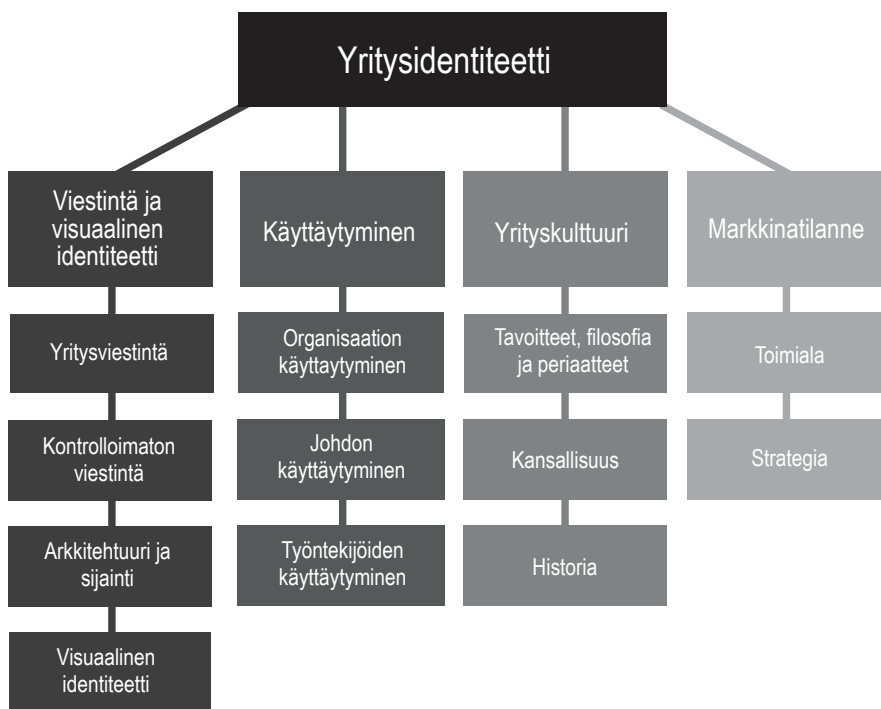 Yritysidentiteetti
Viestintä ja
visuaalinen
identiteetti
Yritysviestintä
Kontrolloimaton
viestintä
Arkkitehtuuri ja
sijainti
Visuaalinen
identiteetti
Käyttäytyminen
Organisaation
käyttaytyminen
Johdon
käyttäytyminen
Työntekijöiden
käyttäytyminen
Yrityskulttuuri
Tavoitteet, filosofia
ja periaatteet
Kansallisuus
Historia
Markkinatilanne
Toimiala
Strategia